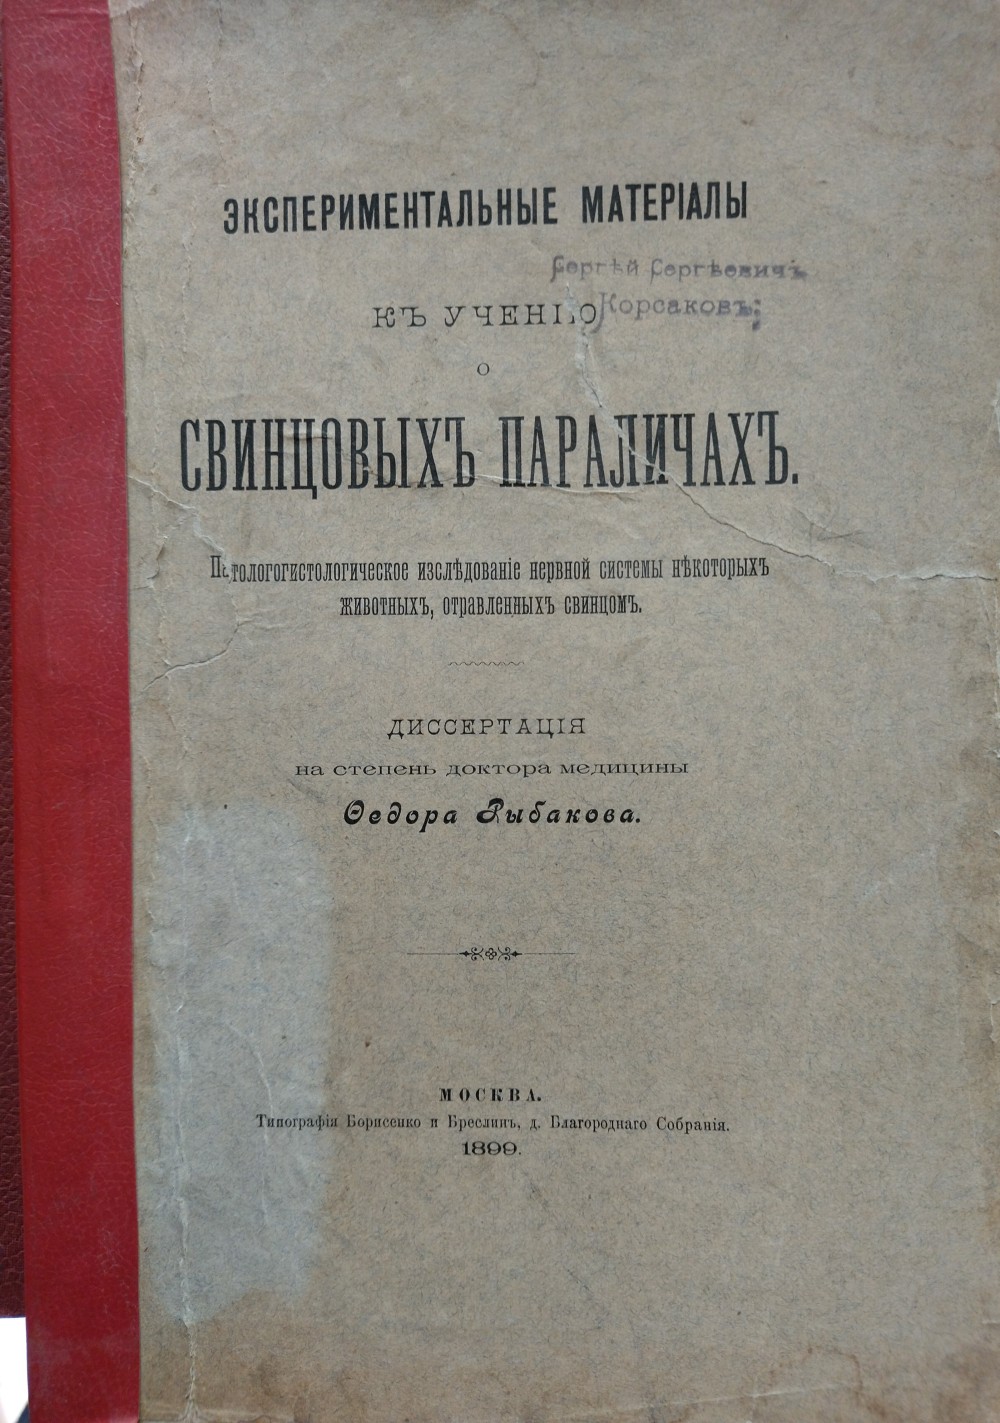 ЭКСПЕРИМЕНТАЛЬНЫЕ МАТЕРІАЛЫ
Сергѣй Сергѣевичъ
Корсаковъ;
КЪ УЧЕНІЮ
О
СВИНЦОВЫХЪ ПАРАЛИЧАХЪ.
Патологогистологическое изслѣдованіе нервной системы нѣкоторыхъ
животныхъ, отравленныхъ свинцомъ.
ДИССЕРТАЦІЯ
на степень доктора медицины
Ѳедора Рыбакова.
МОСКВА.
Типографія Борисенко и Бреслинъ, д. Благороднаго Собранія.
1899.